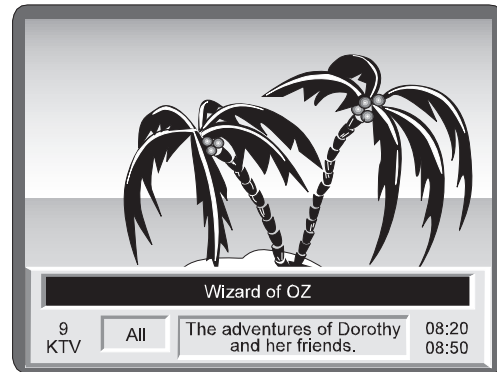 Wizard of OZ
9
KTV
All
The adventures of Dorothy
and her friends.
08:20
08:50